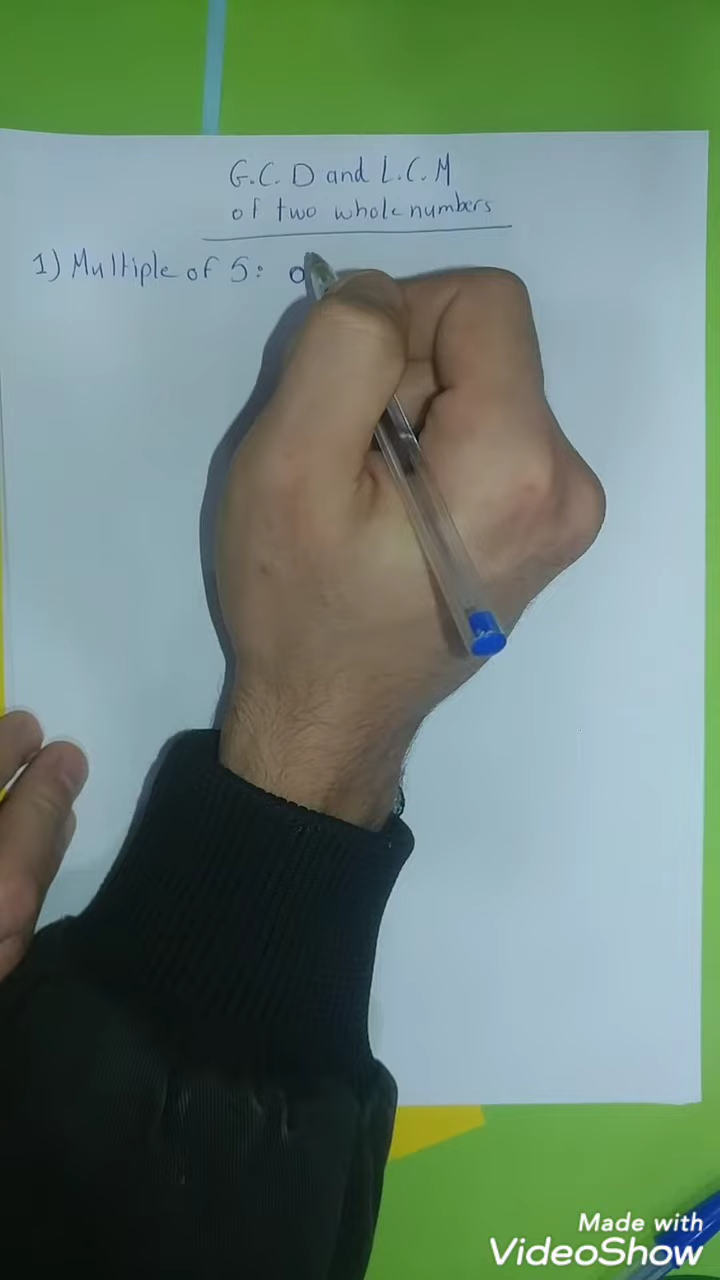 G.C.D and L.C.M
of two whole numbers
1) Multiple of 5: 0
Made with
VideoShow